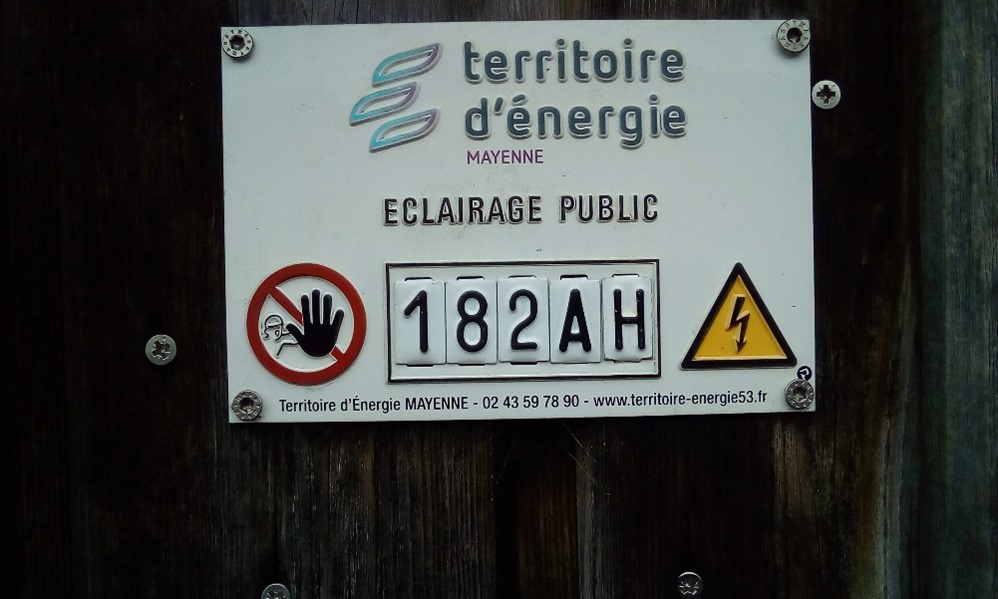 territoire
d'énergie
MAYENNE
ECLAIRAGE PUBLIC
182AH
Territoire d'Énergie MAYENNE - 02 43 59 78 90 - www.territoire-energie53.fr